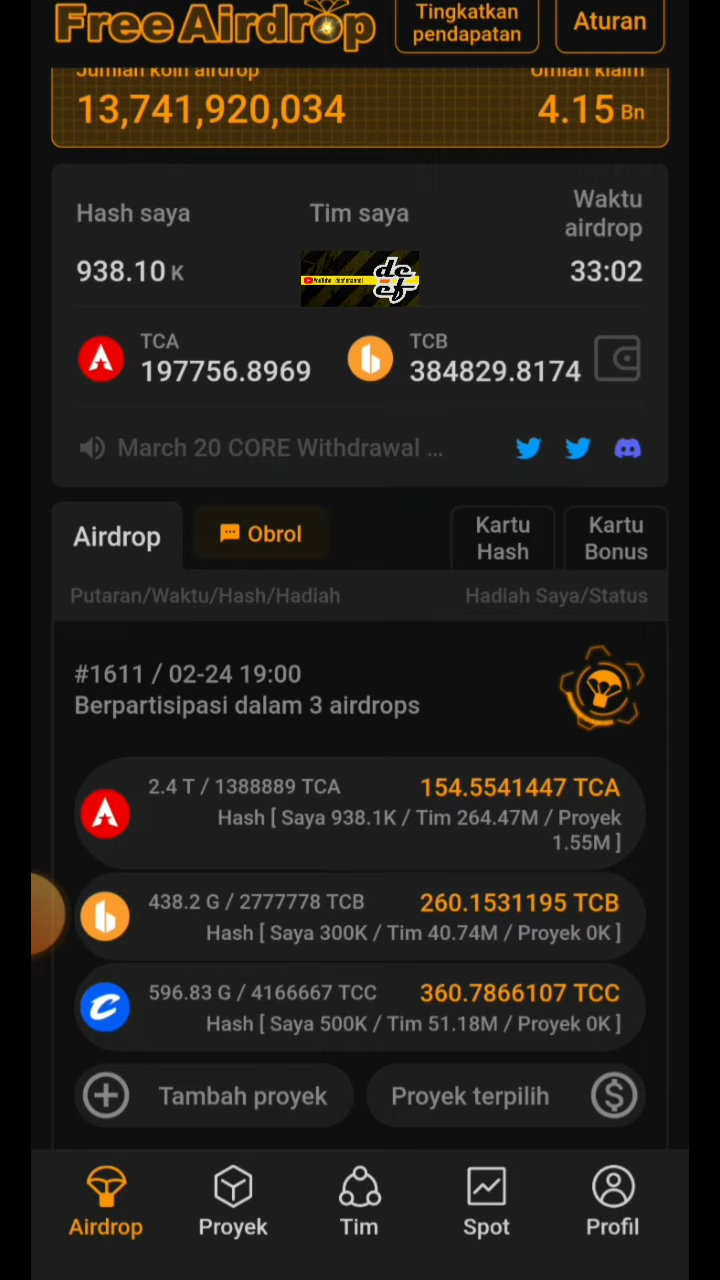 Free Airdrop
Tingkatkan
pendapatan
Aturan
Jumlah koin airdrop
13,741,920,034
4.15 Bn
Hash saya
938.10 K
Tim saya
YouTube
Waktu
airdrop
33:02
TCA
197756.8969
TCB
384829.8174
March 20 CORE Withdrawal ...
Airdrop
Obrol
Kartu
Hash
Kartu
Bonus
Putaran/Waktu/Hash/Hadiah
Hadiah Saya/Status
#1611 / 02-24 19:00
Berpartisipasi dalam 3 airdrops
2.4 T / 1388889 TCA
154.5541447 TCA
Hash [ Saya 938.1K / Tim 264.47M / Proyek
1.55M ]
438.2 G / 2777778 TCB
260.1531195 TCB
Hash [ Saya 300K / Tim 40.74M / Proyek 0K ]
596.83 G / 4166667 TCC
360.7866107 TCC
Hash [ Saya 500K / Tim 51.18M / Proyek 0K ]
Tambah proyek
Proyek terpilih
Airdrop
Proyek
Tim
Spot
Profil